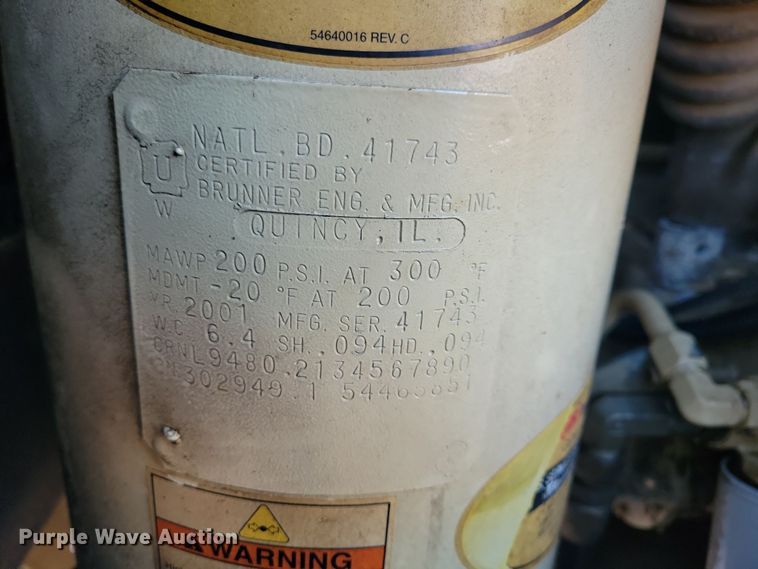 54640016 REV. C
NATL. BD. 41743
U
CERTIFIED BY
BRUNNER ENG. & MFG. INC.
W
QUINCY, IL.
MAWP 200 P.S.I. AT 300 °F
MDMT -20 °F AT 200 P.S.I.
YR. 2001 MFG. SER. 41743
W.C. 6.4 SH. .094 HD. .094
CRN L9480.2134567890
302949.1
WARNING
Purple Wave Auction